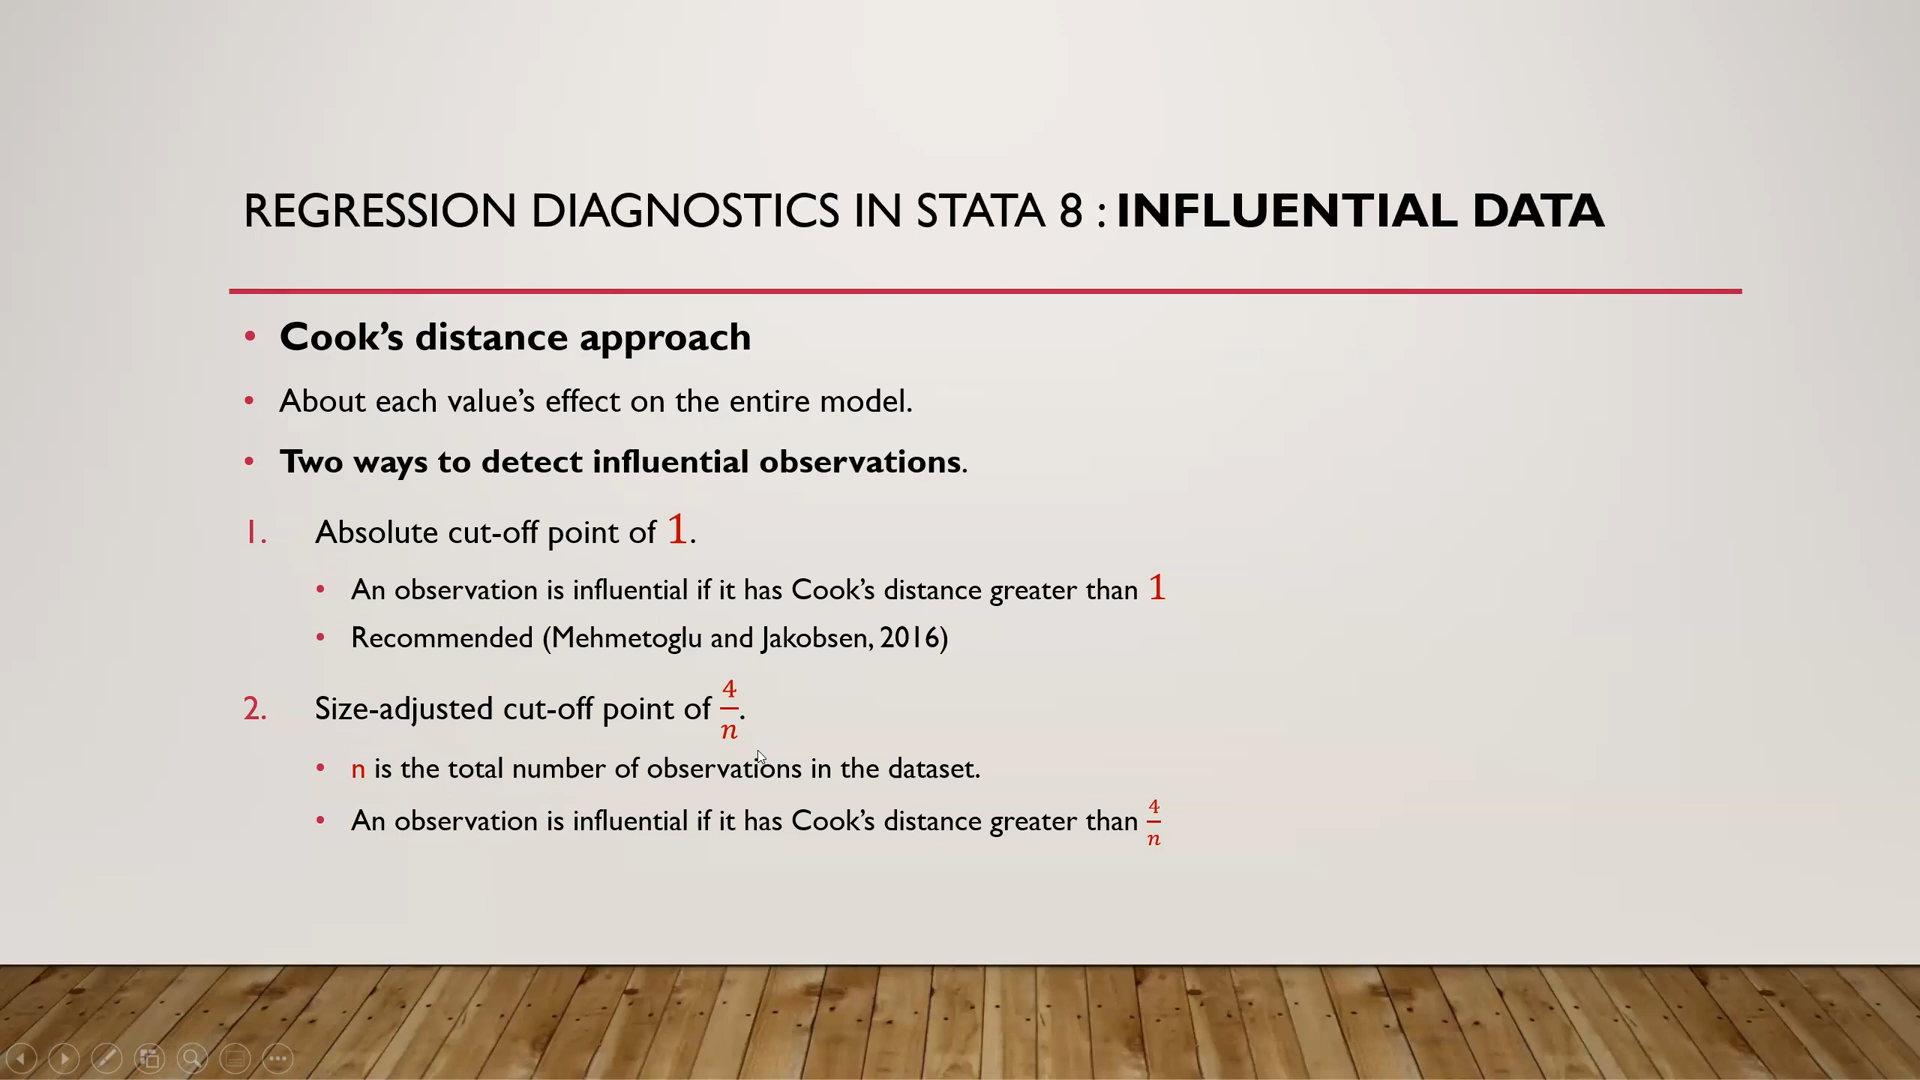 REGRESSION DIAGNOSTICS IN STATA 8 : INFLUENTIAL DATA
• Cook’s distance approach
• About each value’s effect on the entire model.
• Two ways to detect influential observations.
1. Absolute cut-off point of 1.
• An observation is influential if it has Cook’s distance greater than 1
• Recommended (Mehmetoglu and Jakobsen, 2016)
2. Size-adjusted cut-off point of 4/n.
• n is the total number of observations in the dataset.
• An observation is influential if it has Cook’s distance greater than 4/n